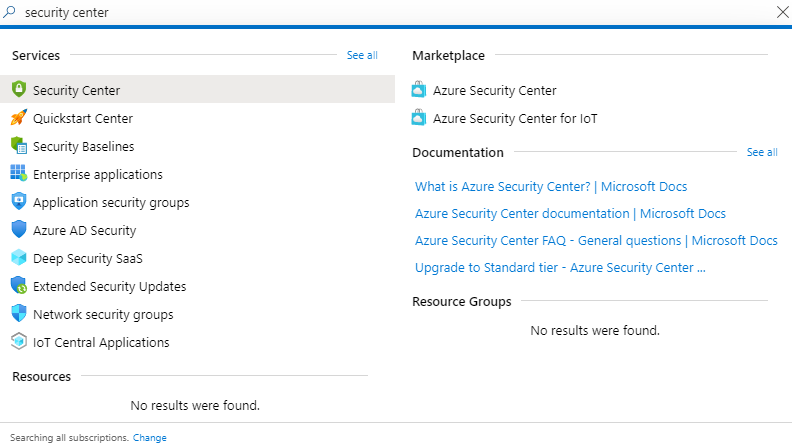 security center
Services
See all
Security Center
Quickstart Center
Security Baselines
Enterprise applications
Application security groups
Azure AD Security
Deep Security SaaS
Extended Security Updates
Network security groups
IoT Central Applications
Resources
No results were found.
Marketplace
Azure Security Center
Azure Security Center for IoT
Documentation
See all
What is Azure Security Center? | Microsoft Docs
Azure Security Center documentation | Microsoft Docs
Azure Security Center FAQ - General questions | Microsoft Docs
Upgrade to Standard tier - Azure Security Center ...
Resource Groups
No results were found.
Searching all subscriptions. Change